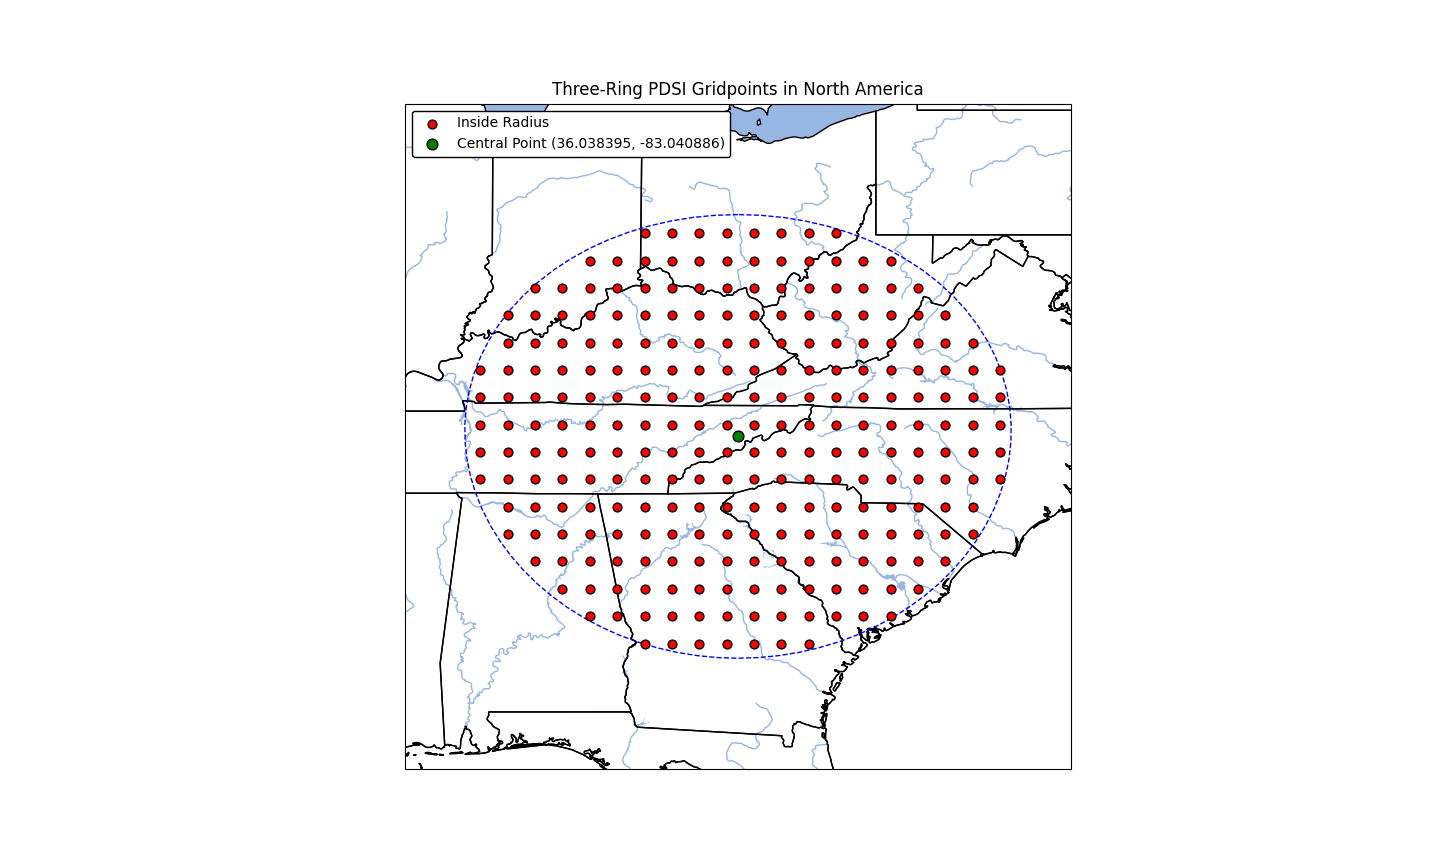 Three-Ring PDSI Gridpoints in North America
Inside Radius
Central Point (36.038395, -83.040886)